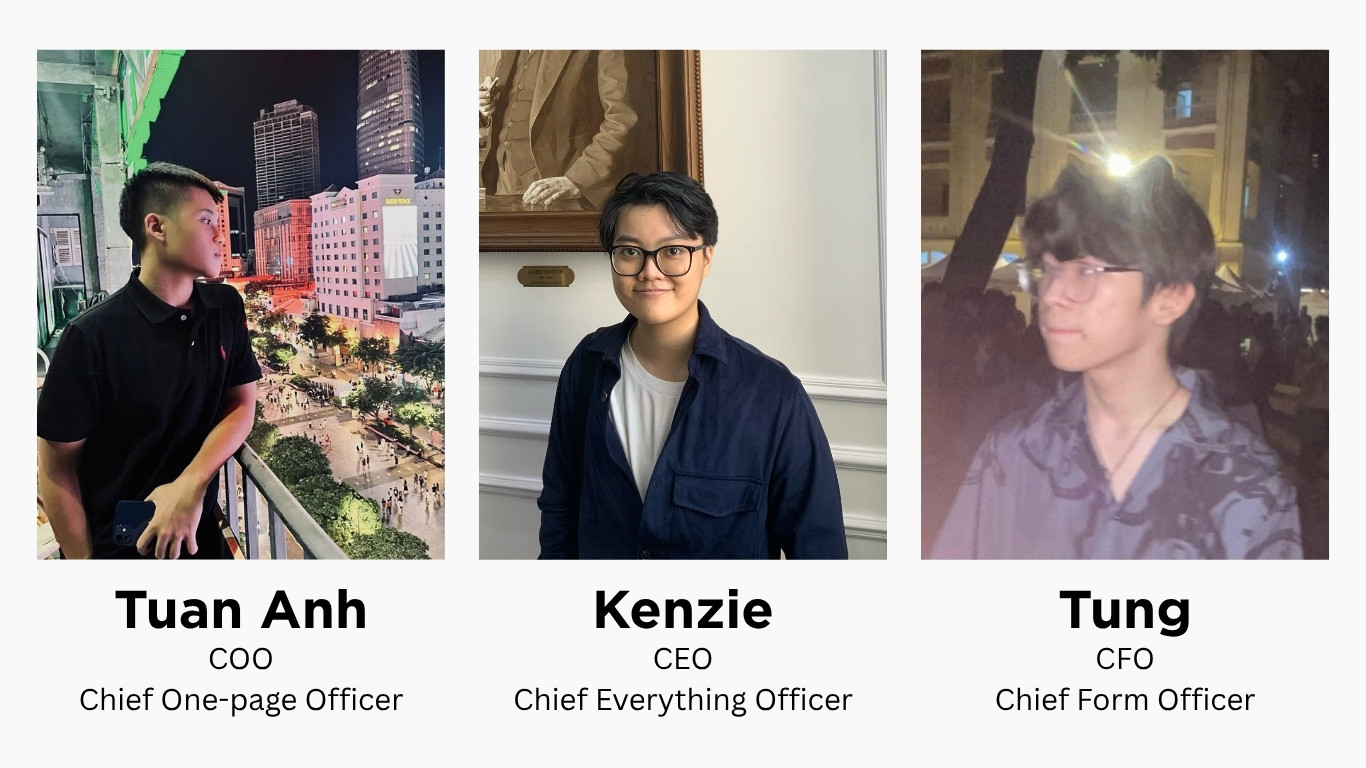 Tuan Anh
COO
Chief One-page Officer
Kenzie
CEO
Chief Everything Officer
Tung
CFO
Chief Form Officer